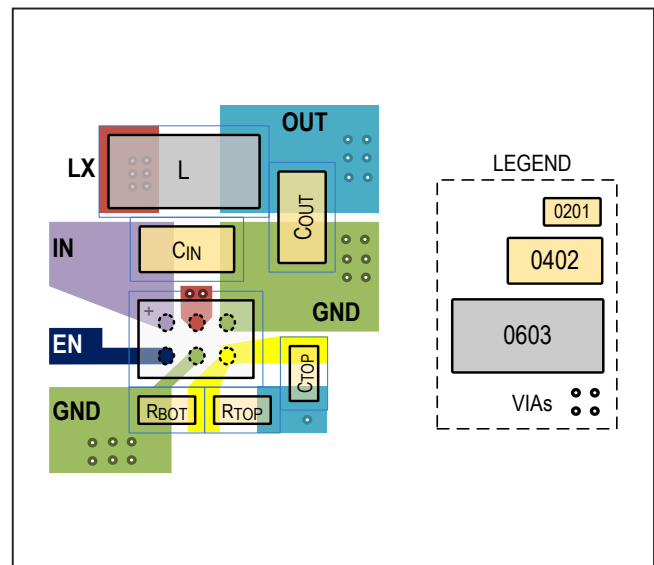 OUT
LX
L
COUT
IN
CIN
GND
+
EN
CTOP
GND
RBOT
RTOP
LEGEND
0201
0402
0603
VIAs